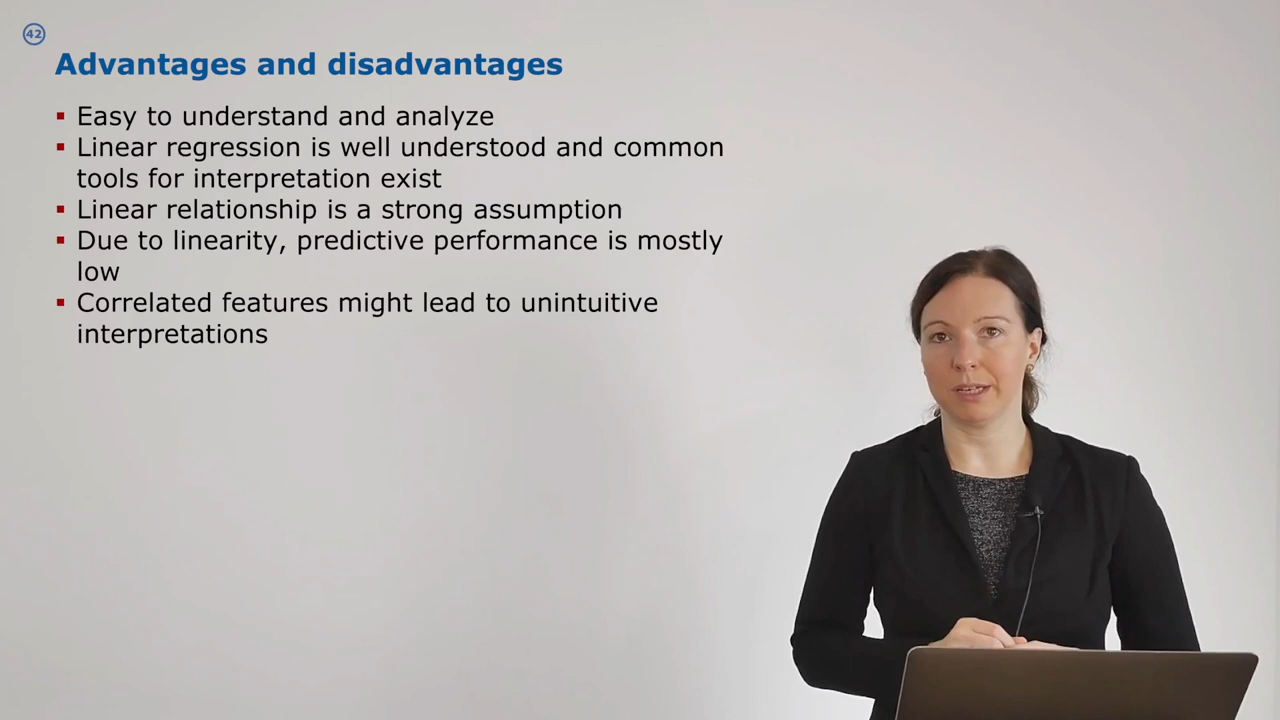 42
Advantages and disadvantages
▪ Easy to understand and analyze
▪ Linear regression is well understood and common
tools for interpretation exist
▪ Linear relationship is a strong assumption
▪ Due to linearity, predictive performance is mostly
low
▪ Correlated features might lead to unintuitive
interpretations